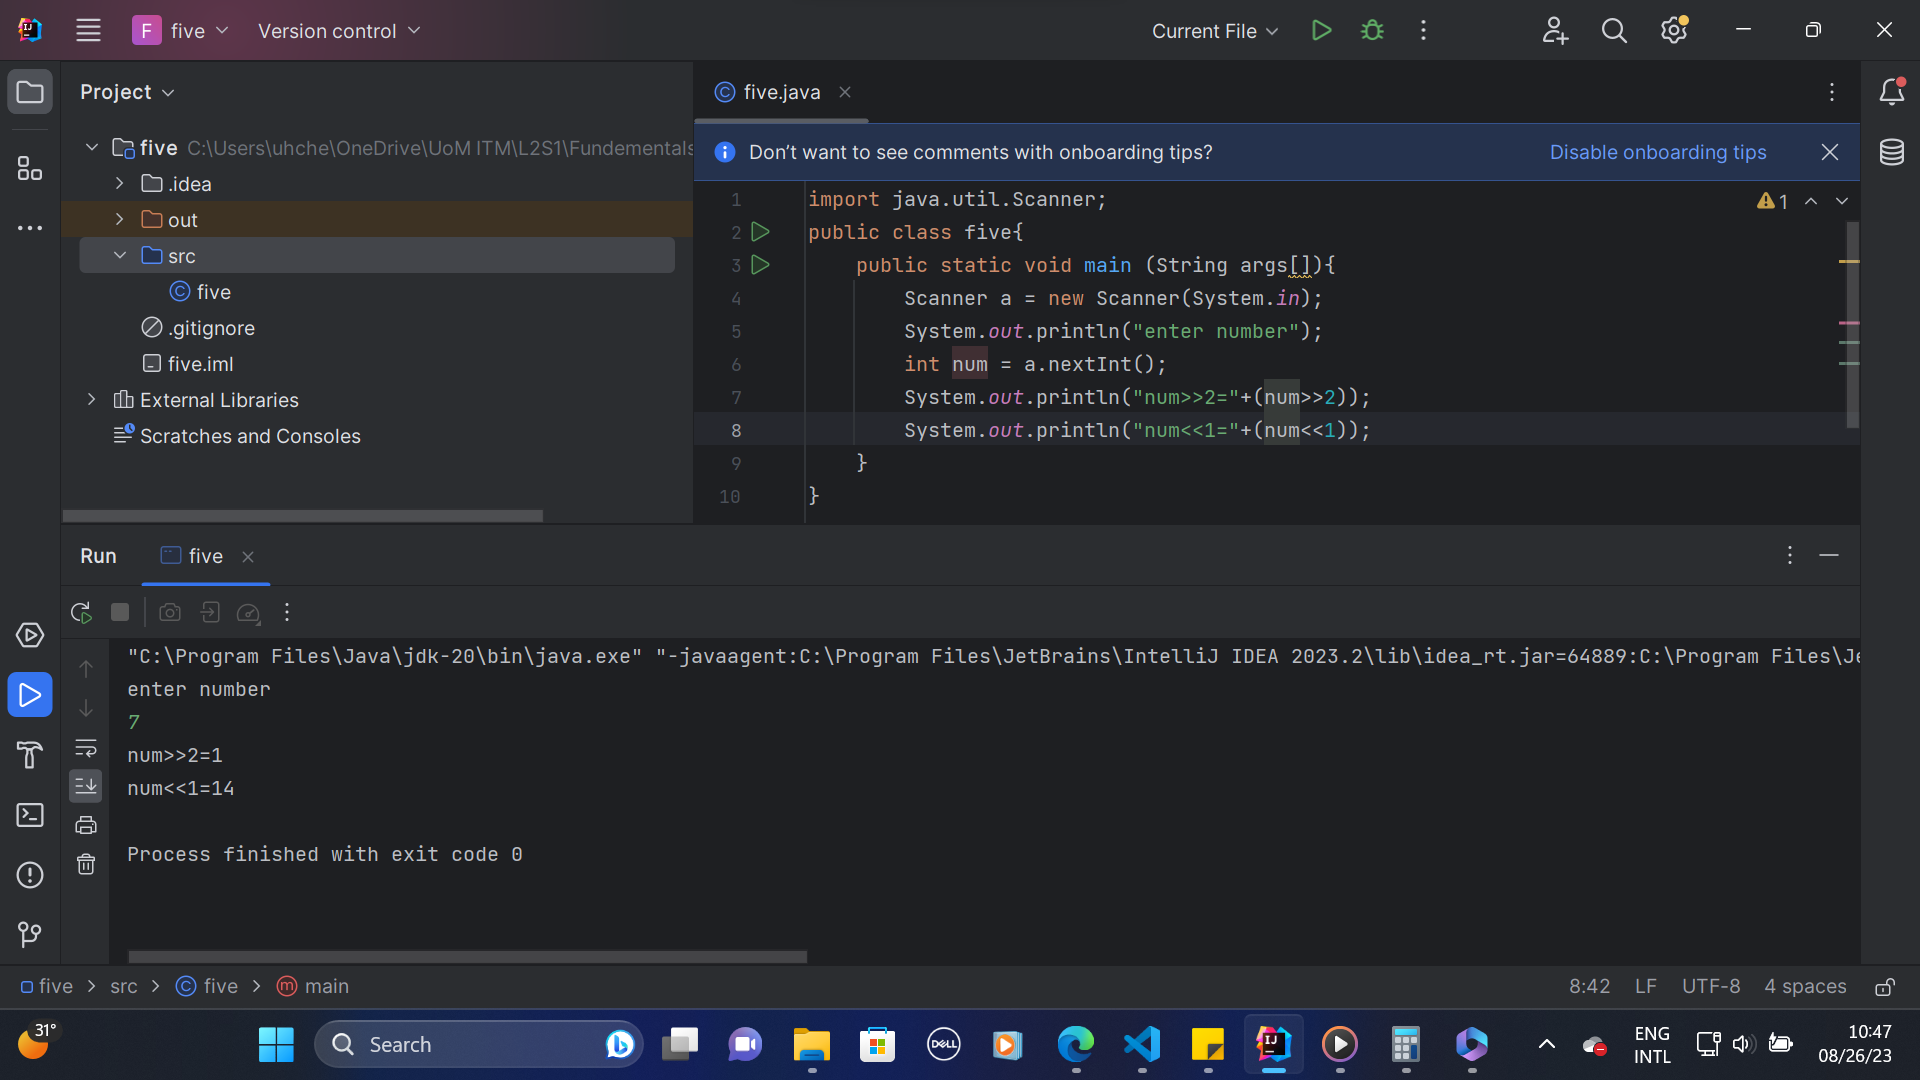 F five Version control Current File
Project
five C:\Users\uhche\OneDrive\UoM ITM\L2S1\Fundementals
.idea
out
src
five
.gitignore
five.iml
External Libraries
Scratches and Consoles
five.java
Don't want to see comments with onboarding tips? Disable onboarding tips
1 import java.util.Scanner;
2 public class five{
3 public static void main (String args[]){
4 Scanner a = new Scanner(System.in);
5 System.out.println("enter number");
6 int num = a.nextInt();
7 System.out.println("num>>2="+(num>>2));
8 System.out.println("num<<1="+(num<<1));
9 }
10 }
1
Run five
"C:\Program Files\Java\jdk-20\bin\java.exe" "-javaagent:C:\Program Files\JetBrains\IntelliJ IDEA 2023.2\lib\idea_rt.jar=64889:C:\Program Files\Je
enter number
7
num>>2=1
num<<1=14
Process finished with exit code 0
five > src > five > main 8:42 LF UTF-8 4 spaces
31° Search DELL IJ ENG INTL 10:47
08/26/23